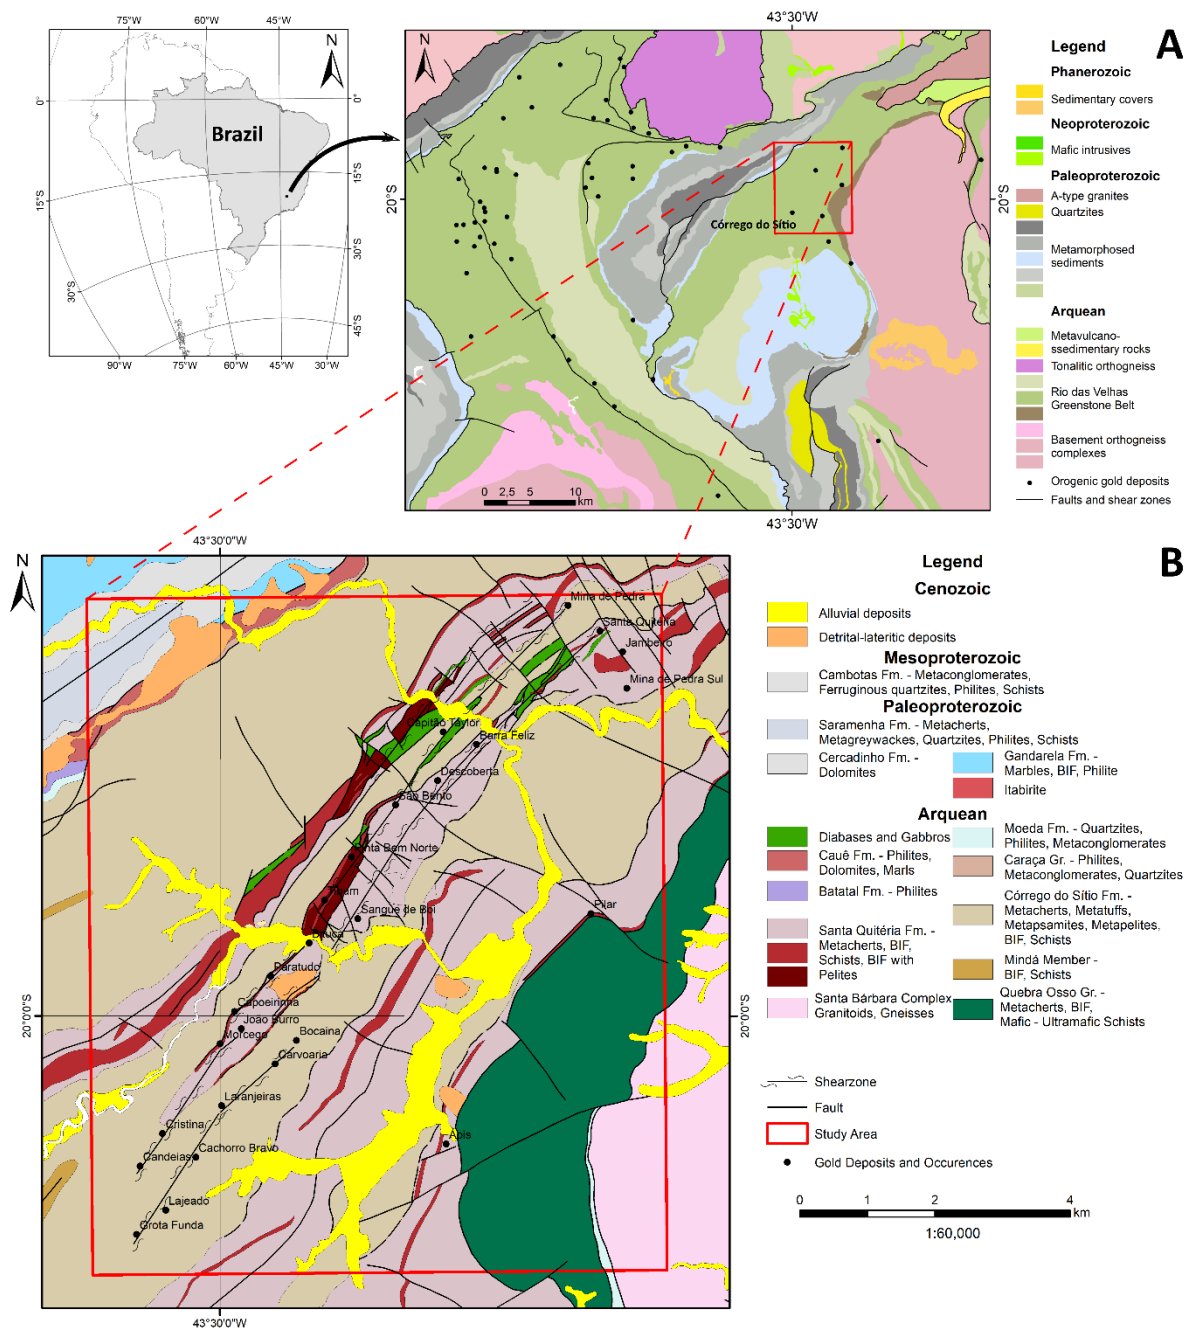 75°W
60°W
45°W
N
0°
0°
Brazil
15°S
15°S
30°S
30°S
45°S
90°W
75°W
60°W
45°W
30°W
43°30'W
N
A
20°S
20°S
Córrego do Sítio
0 2,5 5 10
km
43°30'W
Legend
Phanerozoic
Sedimentary covers
Neoproterozoic
Mafic intrusives
Paleoproterozoic
A-type granites
Quartzites
Metamorphosed
sediments
Arquean
Metavulcano-
sedimentary rocks
Tonalitic orthogneiss
Rio das Velhas
Greenstone Belt
Basement orthogneiss
complexes
Orogenic gold deposits
Faults and shear zones
43°30'0"W
N
B
Mina de Pedra
Santa Quitéria
Jambeiro
Mina de Pedra Sul
Capitão Taylor
Barra Feliz
Descoberta
São Bento
Sangue de Boi
Pilar
Paratudo
Capoeirinha
João Burro
Morcego
Bocaina
Carvoaria
Laranjeiras
Cristina
Candeias
Cachorro Bravo
Apis
Lajeado
Grota Funda
20°0'0"S
20°0'0"S
43°30'0"W
Legend
Cenozoic
Alluvial deposits
Detrital-lateritic deposits
Mesoproterozoic
Cambotas Fm. - Metaconglomerates,
Ferruginous quartzites, Philites, Schists
Paleoproterozoic
Saramenha Fm. - Metacherts,
Metagreywackes, Quartzites, Philites, Schists
Cercadinho Fm. -
Dolomites
Gandarela Fm. -
Marbles, BIF, Philite
Itabirite
Arquean
Diabases and Gabbros
Cauê Fm. - Philites,
Dolomites, Marls
Batatal Fm. - Philites
Santa Quitéria Fm. -
Metacherts, BIF,
Schists, BIF with
Pelites
Santa Bárbara Complex
Granitoids, Gneisses
Moeda Fm. - Quartzites,
Philites, Metaconglomerates
Caraça Gr. - Philites,
Metaconglomerates, Quartzites
Córrego do Sítio Fm. -
Metacherts, Metatuffs,
Metapsamites, Metapelites,
BIF, Schists
Mindá Member -
BIF, Schists
Quebra Osso Gr. -
Metacherts, BIF,
Mafic - Ultramafic Schists
Shearzone
Fault
Study Area
Gold Deposits and Occurences
0 1 2 4
km
1:60,000